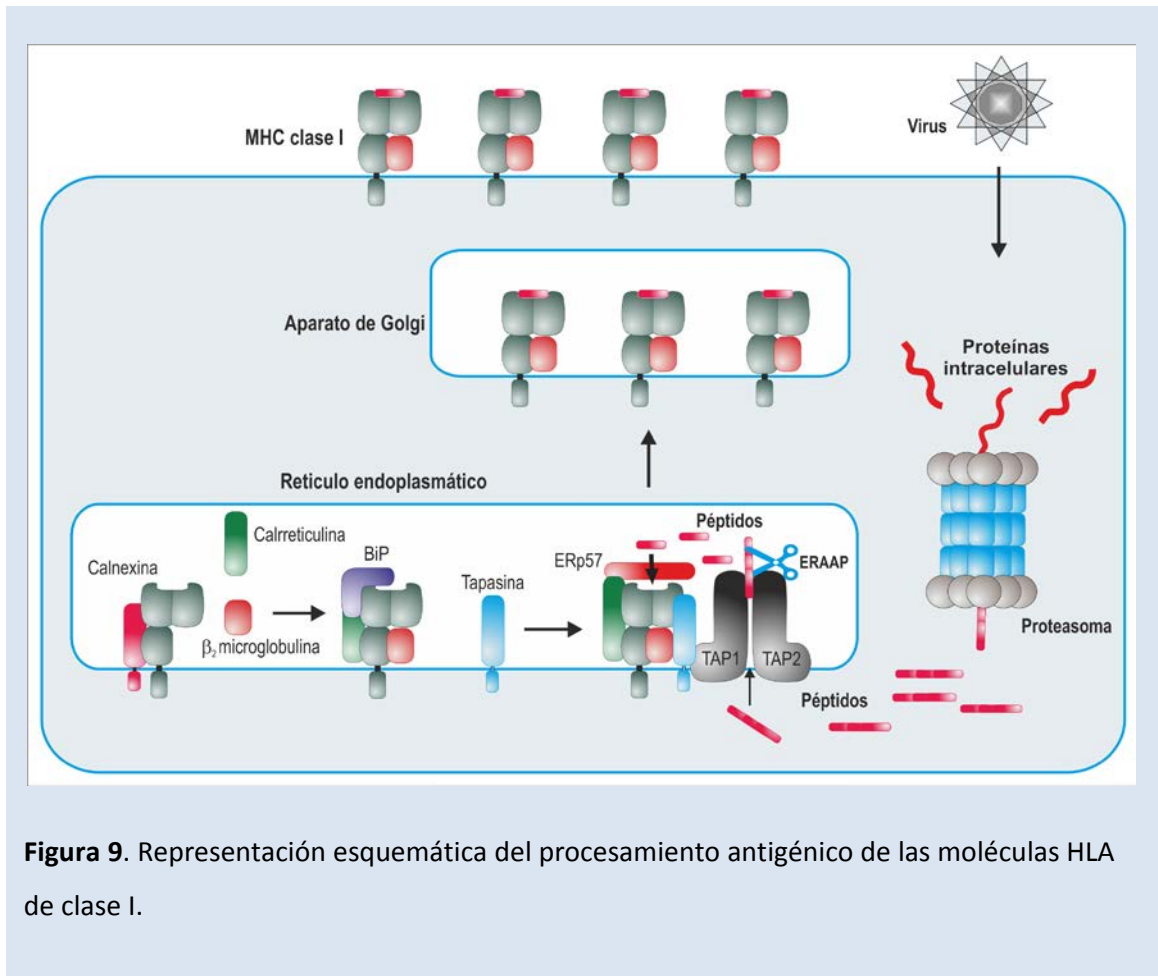 Virus
MHC clase I
Aparato de Golgi
Proteínas
intracelulares
Reticulo endoplasmático
Calnexina
Calrreticulina
β2 microglobulina
BiP
Tapasina
ERp57
Péptidos
ERAAP
TAP1
TAP2
Proteasoma
Péptidos
Figura 9. Representación esquemática del procesamiento antigénico de las moléculas HLA
de clase I.